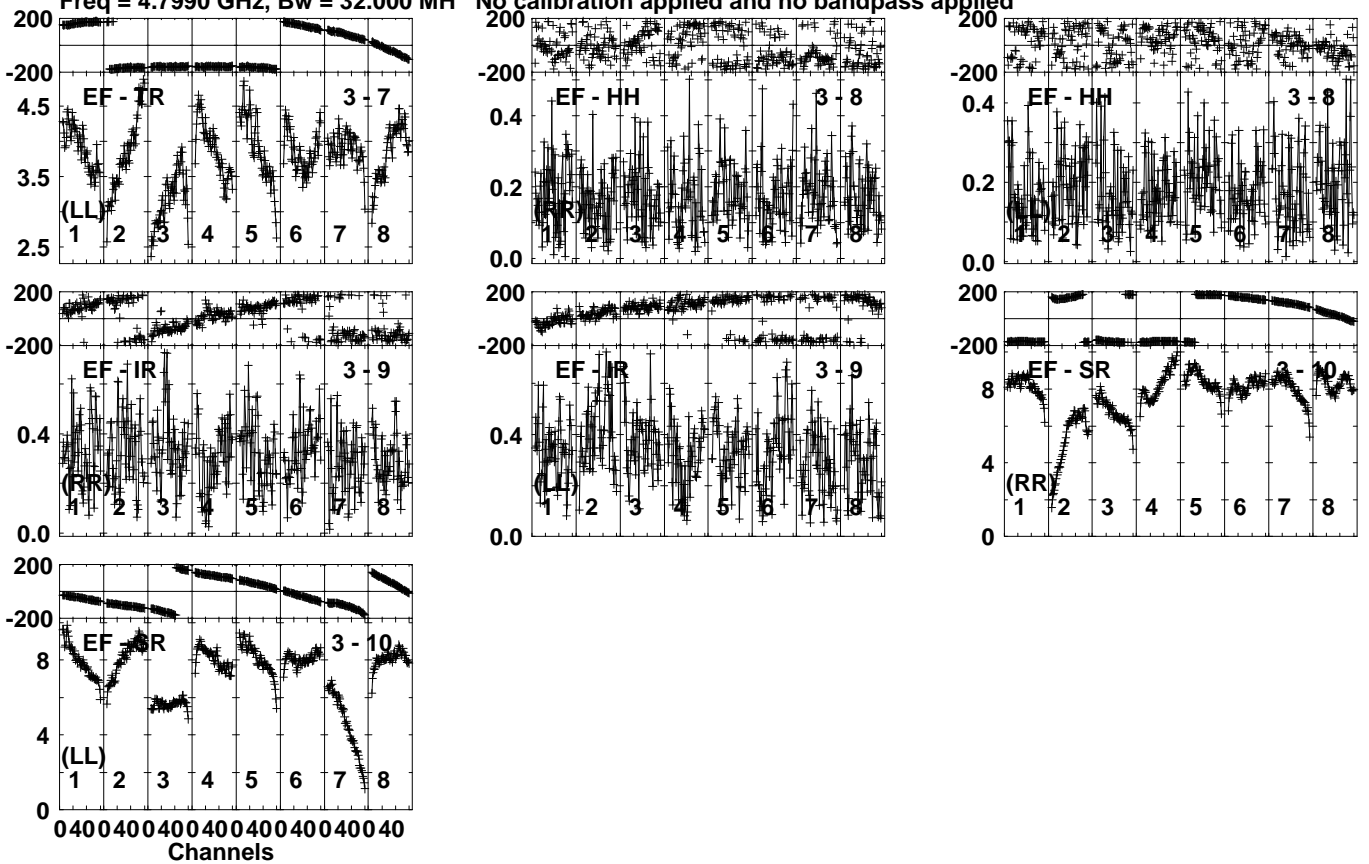 Freq = 4.7990 GHz, Bw = 32.000 MH No calibration applied and no bandpass applied
200
-200
EF - TR 3 - 7
4.5
3.5
2.5
(LL)
1 2 3 4 5 6 7 8
200
-200
EF - HH 3 - 8
0.4
0.2
0.0
(RR)
1 2 3 4 5 6 7 8
200
-200
EF - HH 3 - 8
0.4
0.2
0.0
(LL)
1 2 3 4 5 6 7 8
200
-200
EF - IR 3 - 9
0.4
0.0
(RR)
1 2 3 4 5 6 7 8
200
-200
EF - IR 3 - 9
0.4
0.0
(LL)
1 2 3 4 5 6 7 8
200
-200
EF - SR 3 - 10
8
4
0
(RR)
1 2 3 4 5 6 7 8
200
-200
EF - SR 3 - 10
8
4
0
(LL)
1 2 3 4 5 6 7 8
0 40 0 40 0 40 0 40 0 40 0 40 0 40 0 40
Channels